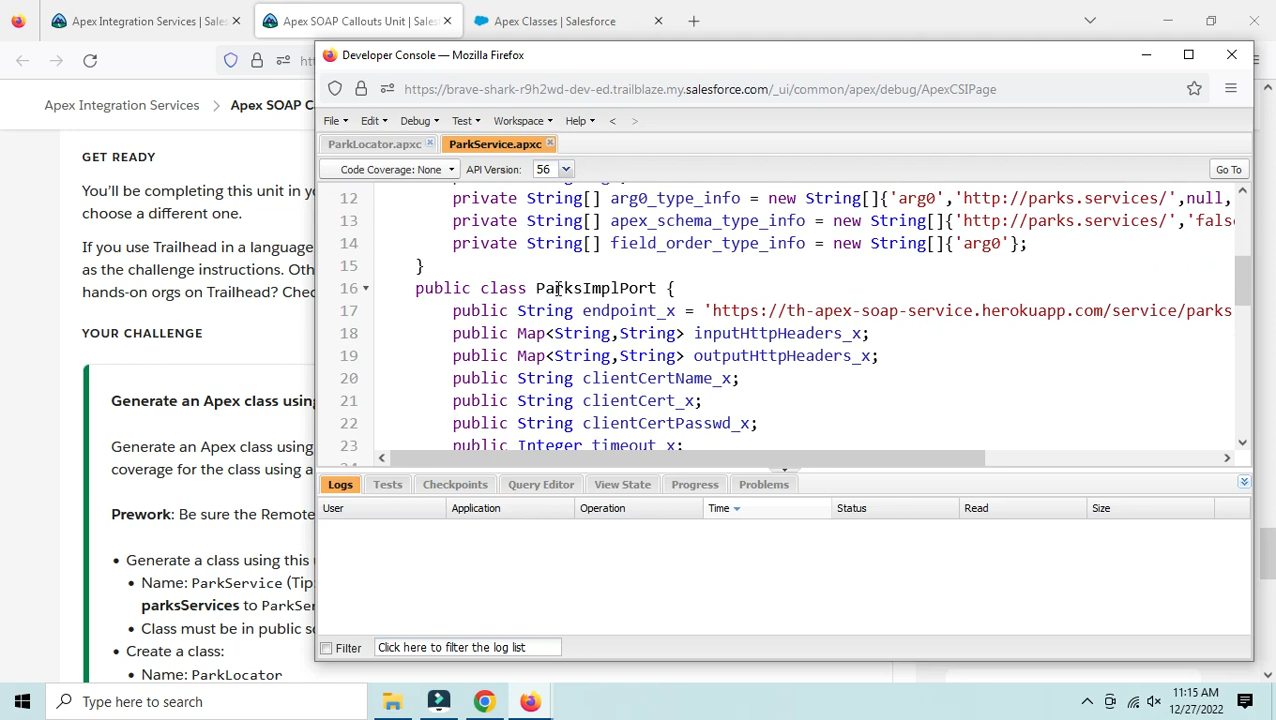 Apex Integration Services | Sales
Apex SOAP Callouts Unit | Sales
Apex Classes | Salesforce
Developer Console — Mozilla Firefox
https://brave-shark-r9h2wd-dev-ed.trailblaze.my.salesforce.com/_ui/common/apex/debug/ApexCSIPage
Apex Integration Services > Apex SOAP C
File Edit Debug Test Workspace Help < >
ParkLocator.apxc ParkService.apxc
GET READY
Code Coverage: None API Version: 56 Go To
You’ll be completing this unit in y
choose a different one.
If you use Trailhead in a language
as the challenge instructions. Oth
hands-on orgs on Trailhead? Chec
YOUR CHALLENGE
Generate an Apex class using
Generate an Apex class using
coverage for the class using a
Prework: Be sure the Remote
• Generate a class using this
• Name: ParkService (Tip
parksServices to ParkSer
• Class must be in public s
• Create a class:
• Name: ParkLocator
12 private String[] arg0_type_info = new String[]{'arg0','http://parks.services/',null,
13 private String[] apex_schema_type_info = new String[]{'http://parks.services/','false
14 private String[] field_order_type_info = new String[]{'arg0'};
15 }
16 public class ParksImplPort {
17 public String endpoint_x = 'https://th-apex-soap-service.herokuapp.com/service/parks
18 public Map<String,String> inputHttpHeaders_x;
19 public Map<String,String> outputHttpHeaders_x;
20 public String clientCertName_x;
21 public String clientCert_x;
22 public String clientCertPasswd_x;
23 public Integer timeout_x;
Logs Tests Checkpoints Query Editor View State Progress Problems
User Application Operation Time Status Read Size
Filter Click here to filter the log list
Type here to search
11:15 AM
12/27/2022